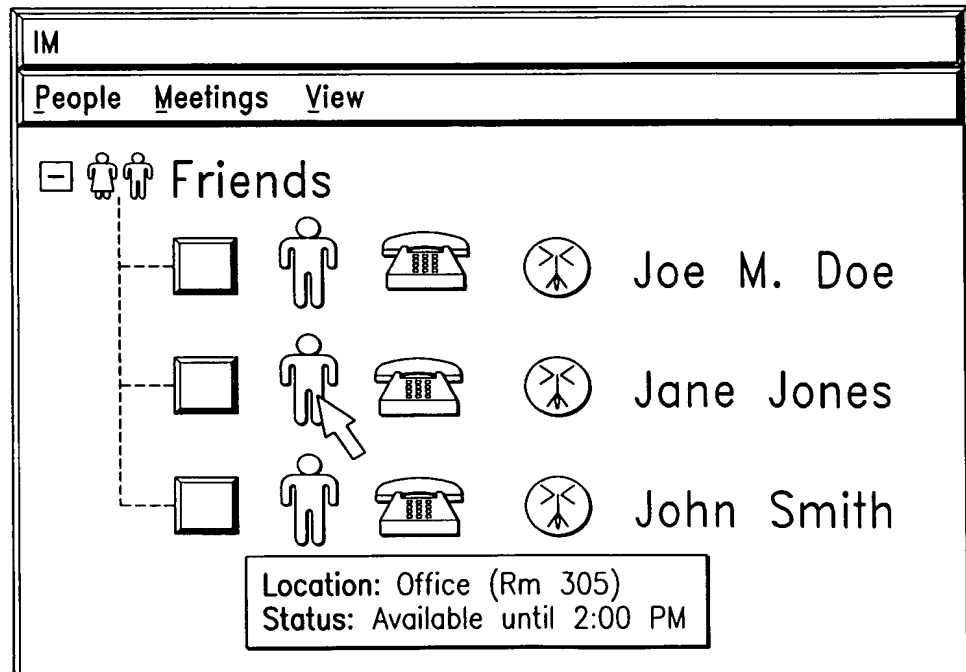 IM
People Meetings View
Friends
Joe M. Doe
Jane Jones
John Smith
Location: Office (Rm 305)
Status: Available until 2:00 PM